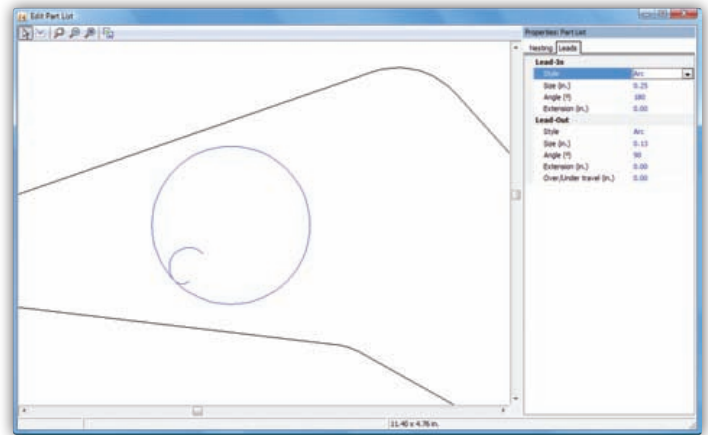 Edit Part List
Properties: Part List
Nesting Leads
Lead-In
Style Arc
Size (in.) 0.25
Angle (º) 180
Extension (in.) 0.00
Lead-Out
Style Arc
Size (in.) 0.13
Angle (º) 90
Extension (in.) 0.00
Over/Under travel (in.) 0.00
11.40 x 4.76 in.